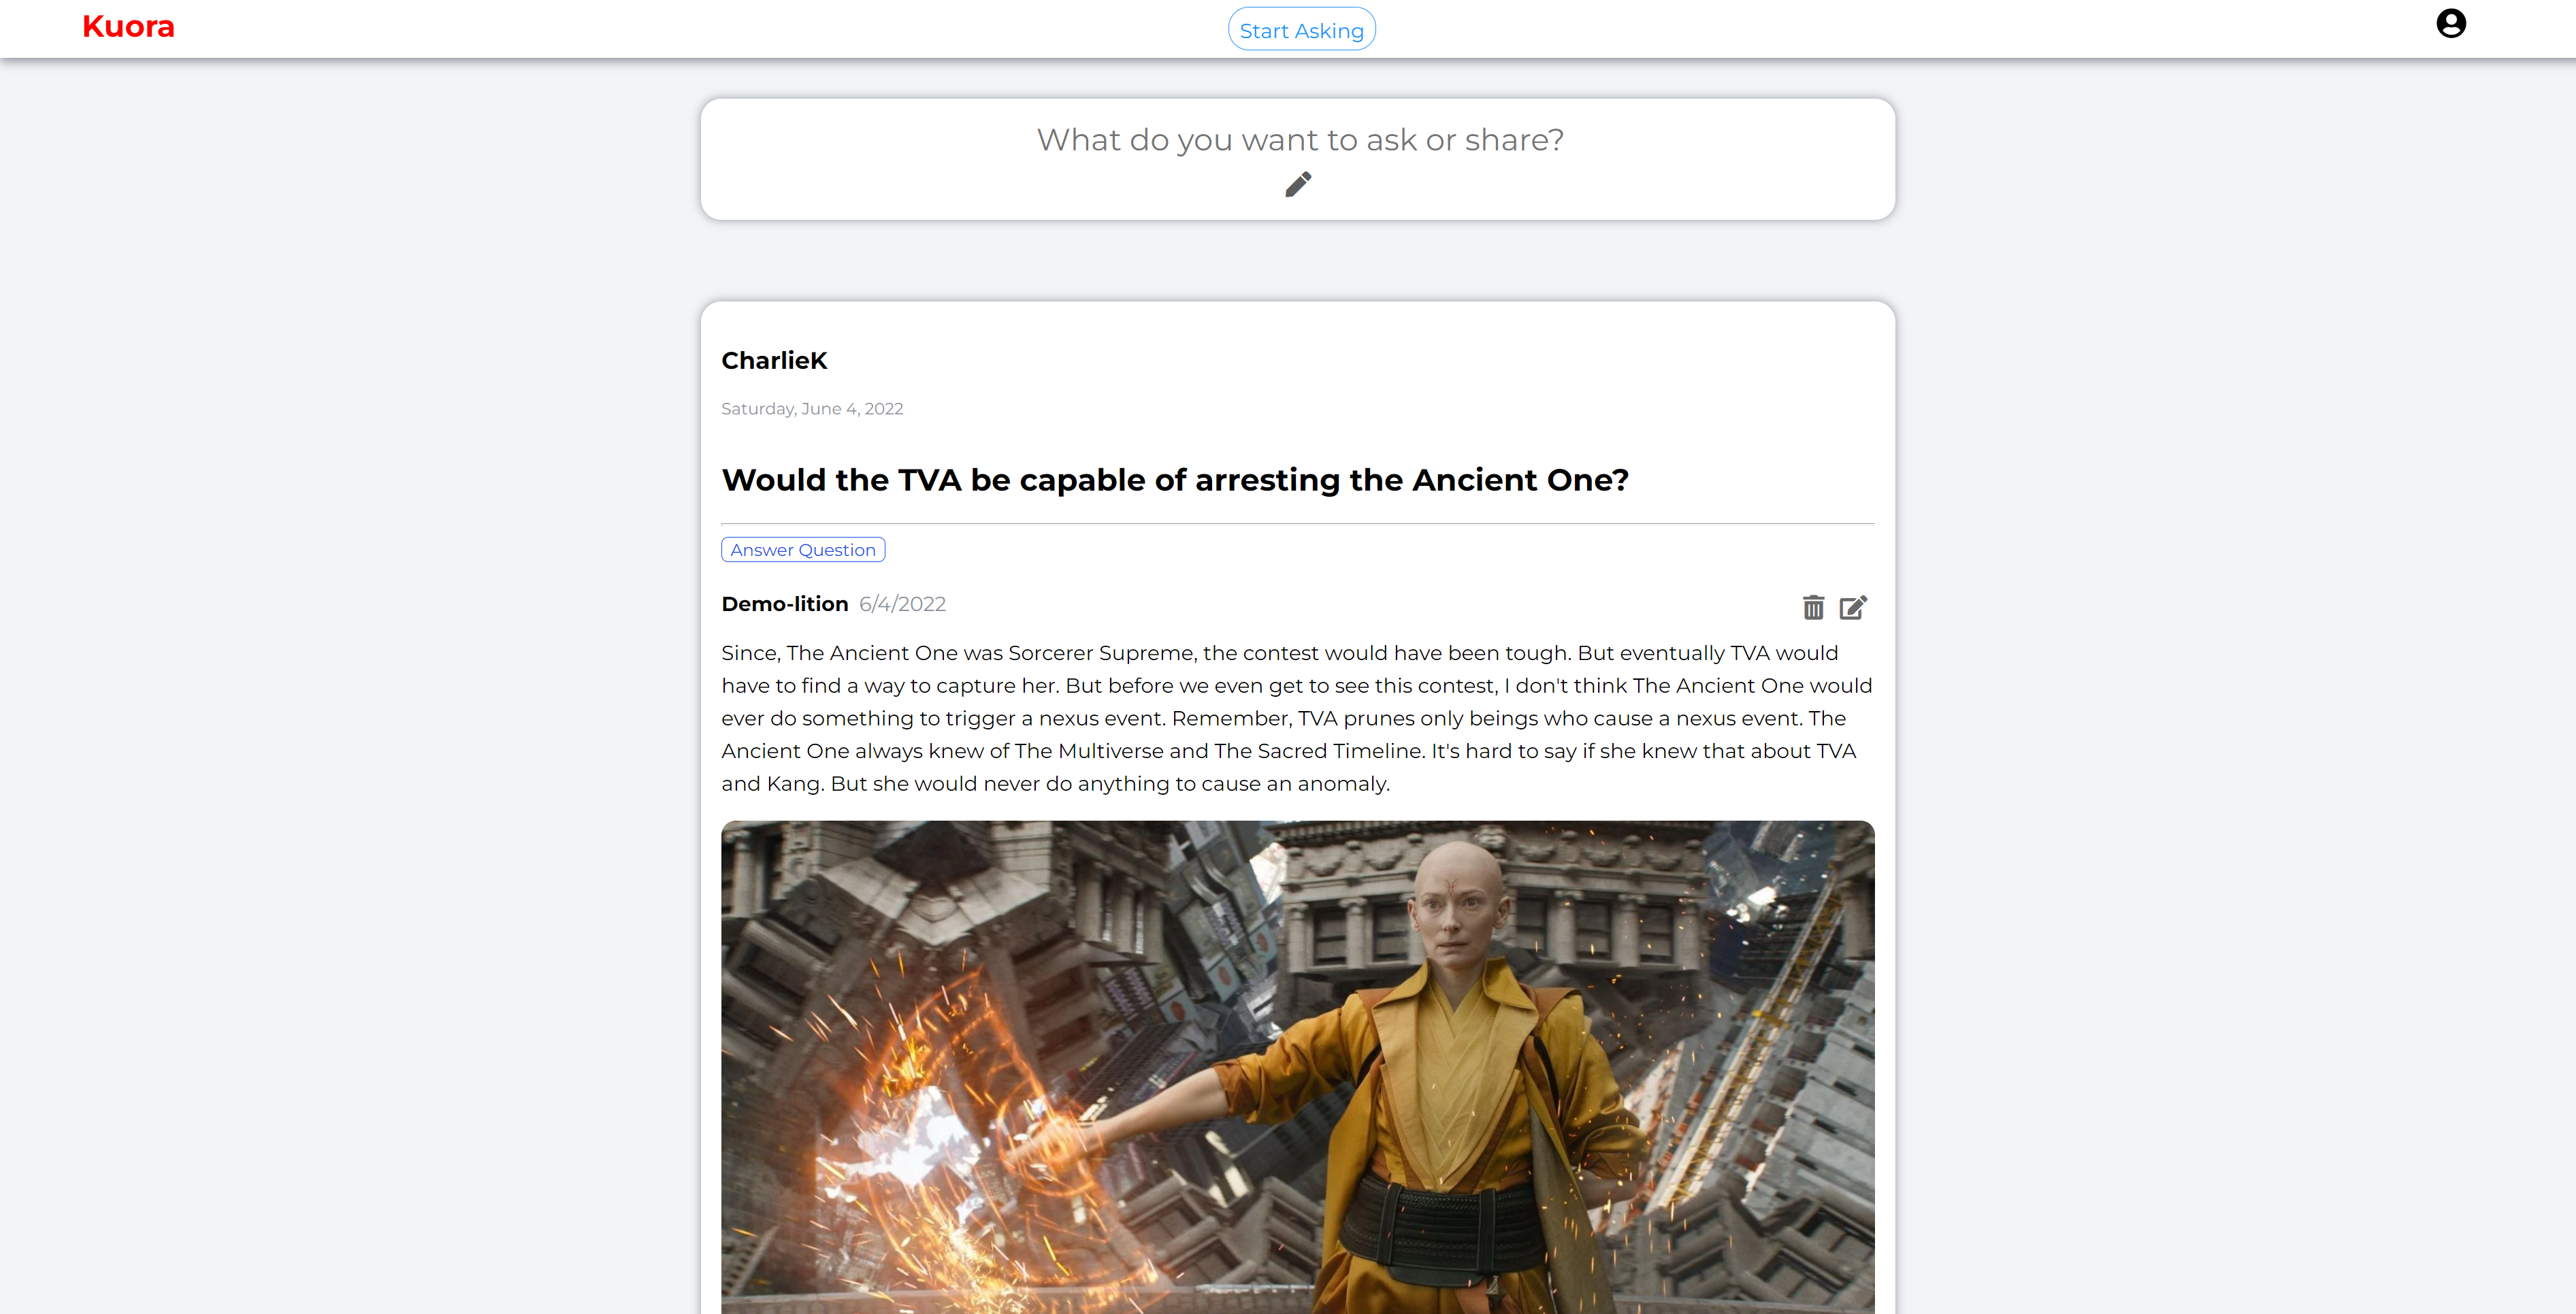 Kuora
Start Asking
What do you want to ask or share?
CharlieK
Saturday, June 4, 2022
Would the TVA be capable of arresting the Ancient One?
Answer Question
Demo-lition 6/4/2022
Since, The Ancient One was Sorcerer Supreme, the contest would have been tough. But eventually TVA would
have to find a way to capture her. But before we even get to see this contest, I don't think The Ancient One would
ever do something to trigger a nexus event. Remember, TVA prunes only beings who cause a nexus event. The
Ancient One always knew of The Multiverse and The Sacred Timeline. It's hard to say if she knew that about TVA
and Kang. But she would never do anything to cause an anomaly.